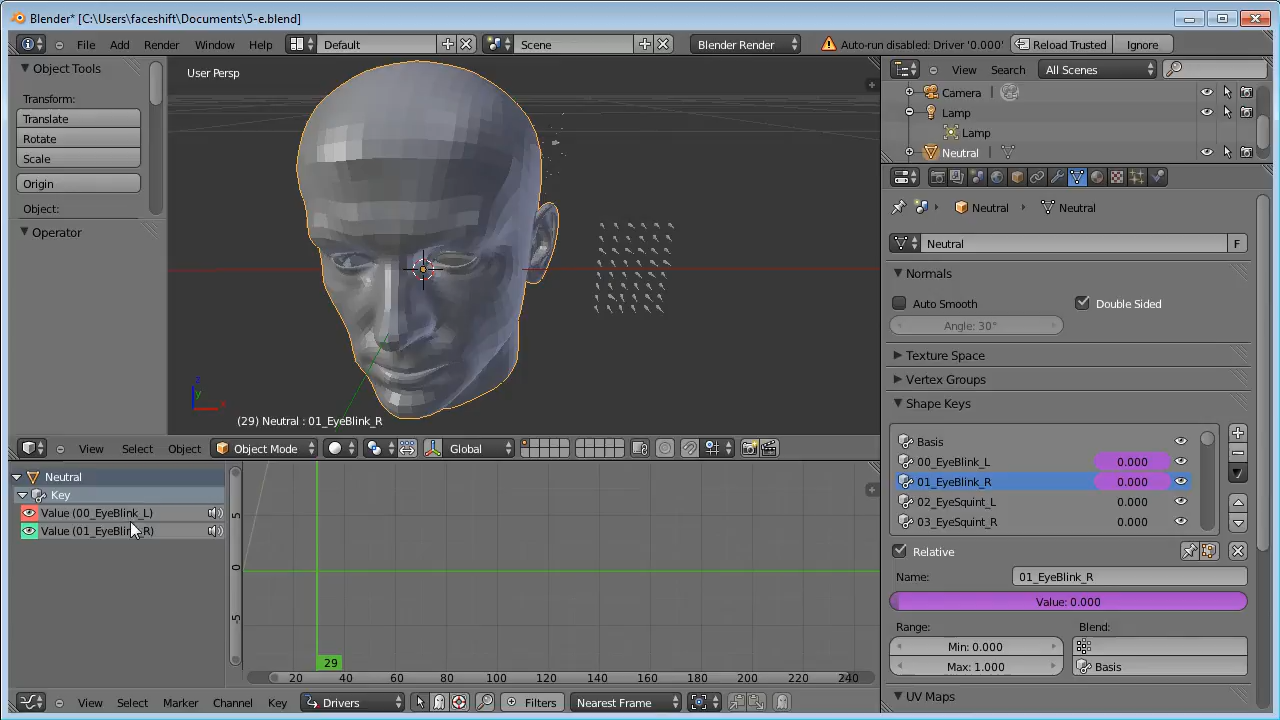 Blender* [C:\Users\faceshift\Documents\5-e.blend]
File Add Render Window Help Default Scene Blender Render Auto-run disabled: Driver '0.000' Reload Trusted Ignore
Object Tools
Transform:
Translate
Rotate
Scale
Origin
Object:
Operator
User Persp
z
y
x
(29) Neutral : 01_EyeBlink_R
View Select Object Object Mode Global
Neutral
Key
Value (00_EyeBlink_L)
Value (01_EyeBlink_R)
5
0
-5
29
20 40 60 80 100 120 140 160 180 200 220 240
View Select Marker Channel Key Drivers Filters Nearest Frame
View Search All Scenes
Camera
Lamp
Lamp
Neutral
Neutral Neutral
Neutral F
Normals
Auto Smooth Double Sided
Angle: 30°
Texture Space
Vertex Groups
Shape Keys
Basis
00_EyeBlink_L 0.000
01_EyeBlink_R 0.000
02_EyeSquint_L 0.000
03_EyeSquint_R 0.000
Relative
Name: 01_EyeBlink_R
Value: 0.000
Range: Blend:
Min: 0.000
Max: 1.000 Basis
UV Maps